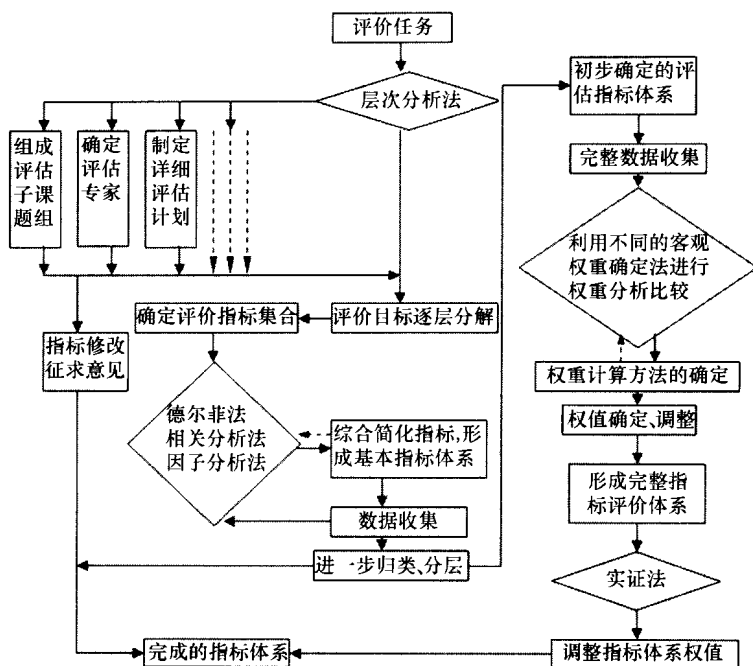 评价任务
层次分析法
组成
评估
子课
题组
确定
评估
专家
制定
详细
评估
计划
确定评价指标集合
评价目标逐层分解
指标修改
征求意见
德尔菲法
相关分析法
因子分析法
综合简化指标,形
成基本指标体系
数据收集
进一步归类、分层
完成的指标体系
初步确定的评
估指标体系
完整数据收集
利用不同的客观
权重确定法进行
权重分析比较
权重计算方法的确定
权值确定、调整
形成完整指
标评价体系
实证法
调整指标体系权值